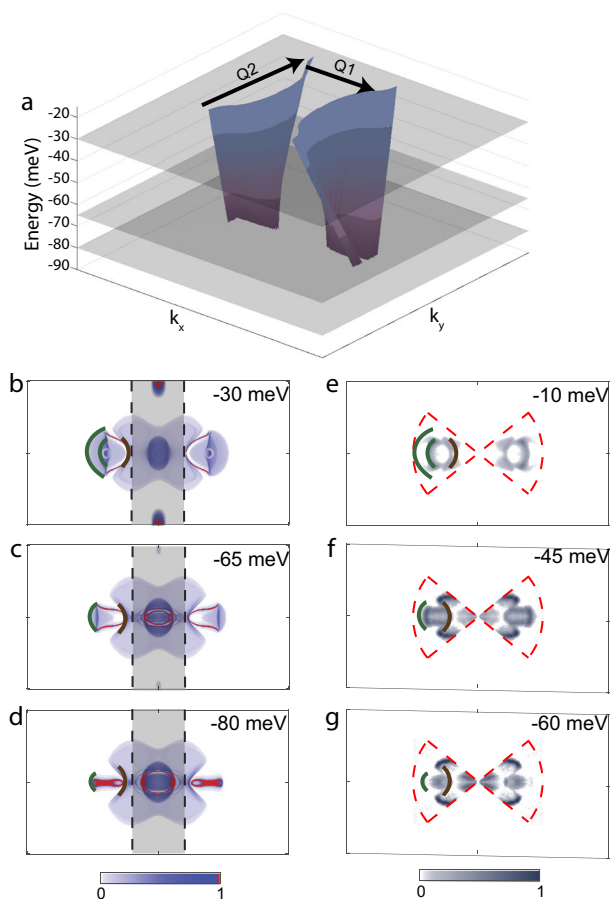 a
Q2
Q1
Energy (meV)
-20
-30
-40
-50
-60
-70
-80
-90
kx
ky
b
-30 meV
e
-10 meV
c
-65 meV
f
-45 meV
d
-80 meV
g
-60 meV
0
1
0
1